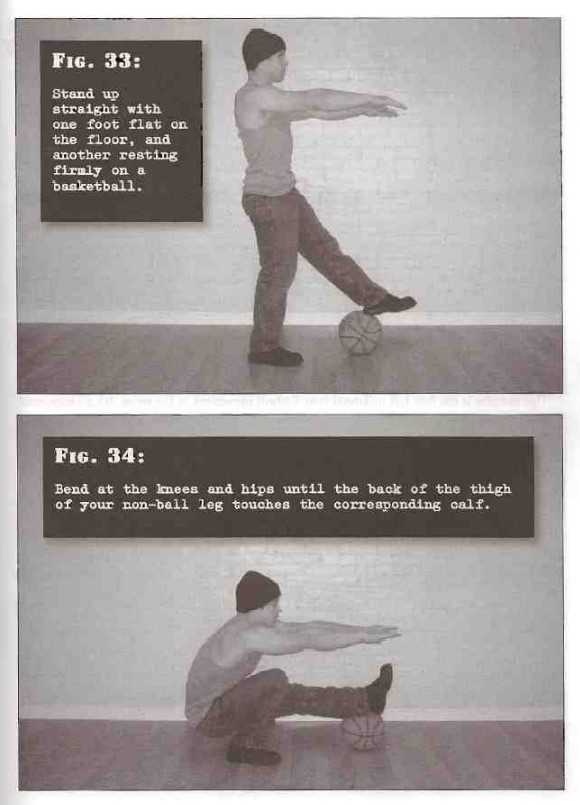 Fig. 33:
Stand up
straight with
one foot flat on
the floor, and
another resting
firmly on a
basketball.
Fig. 34:
Bend at the knees and hips until the back of the thigh
of your non-ball leg touches the corresponding calf.